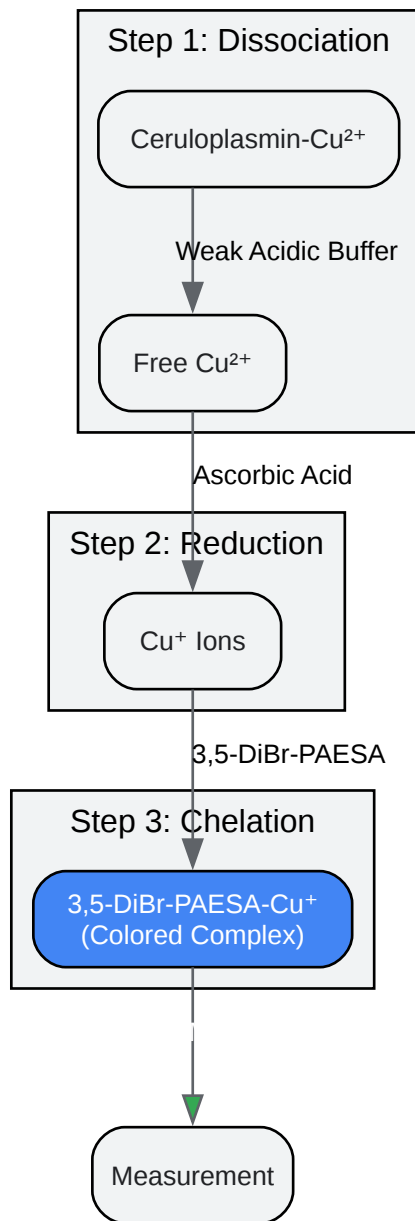 Step 1: Dissociation
Ceruloplasmin-Cu²⁺
Weak Acidic Buffer
Free Cu²⁺
Ascorbic Acid
Step 2: Reduction
Cu⁺ Ions
3,5-DiBr-PAESA
Step 3: Chelation
3,5-DiBr-PAESA-Cu⁺
(Colored Complex)
Measurement